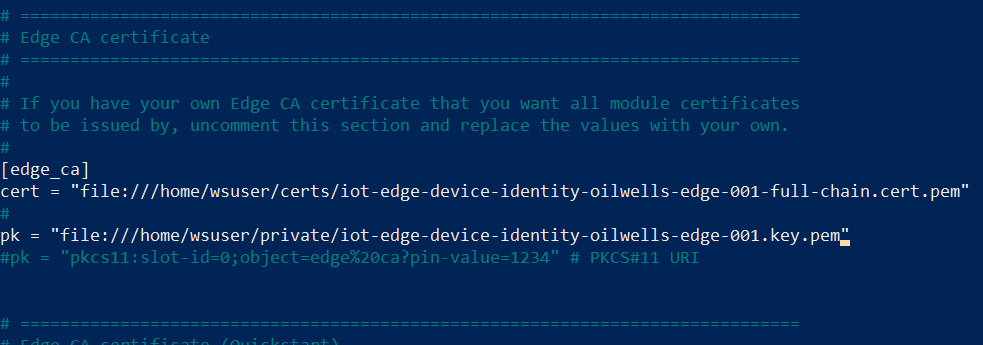 # ==============================================================================
# Edge CA certificate
# ==============================================================================
#
# If you have your own Edge CA certificate that you want all module certificates
# to be issued by, uncomment this section and replace the values with your own.
#
[edge_ca]
cert = "file:///home/wsuser/certs/iot-edge-device-identity-oilwells-edge-001-full-chain.cert.pem"
#
pk = "file:///home/wsuser/private/iot-edge-device-identity-oilwells-edge-001.key.pem"
#pk = "pkcs11:slot-id=0;object=edge%20ca?pin-value=1234" # PKCS#11 URI
# ==============================================================================
# Edge CA certificate (Quickstart)